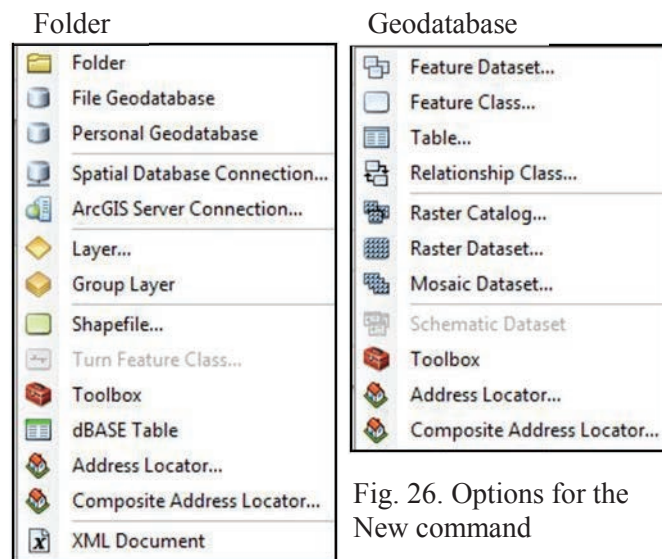 Folder
Folder
File Geodatabase
Personal Geodatabase
Spatial Database Connection...
ArcGIS Server Connection...
Layer...
Group Layer
Shapefile...
Turn Feature Class...
Toolbox
dBASE Table
Address Locator...
Composite Address Locator...
XML Document
Geodatabase
Feature Dataset...
Feature Class...
Table...
Relationship Class...
Raster Catalog...
Raster Dataset...
Mosaic Dataset...
Schematic Dataset
Toolbox
Address Locator...
Composite Address Locator...
Fig. 26. Options for the
New command